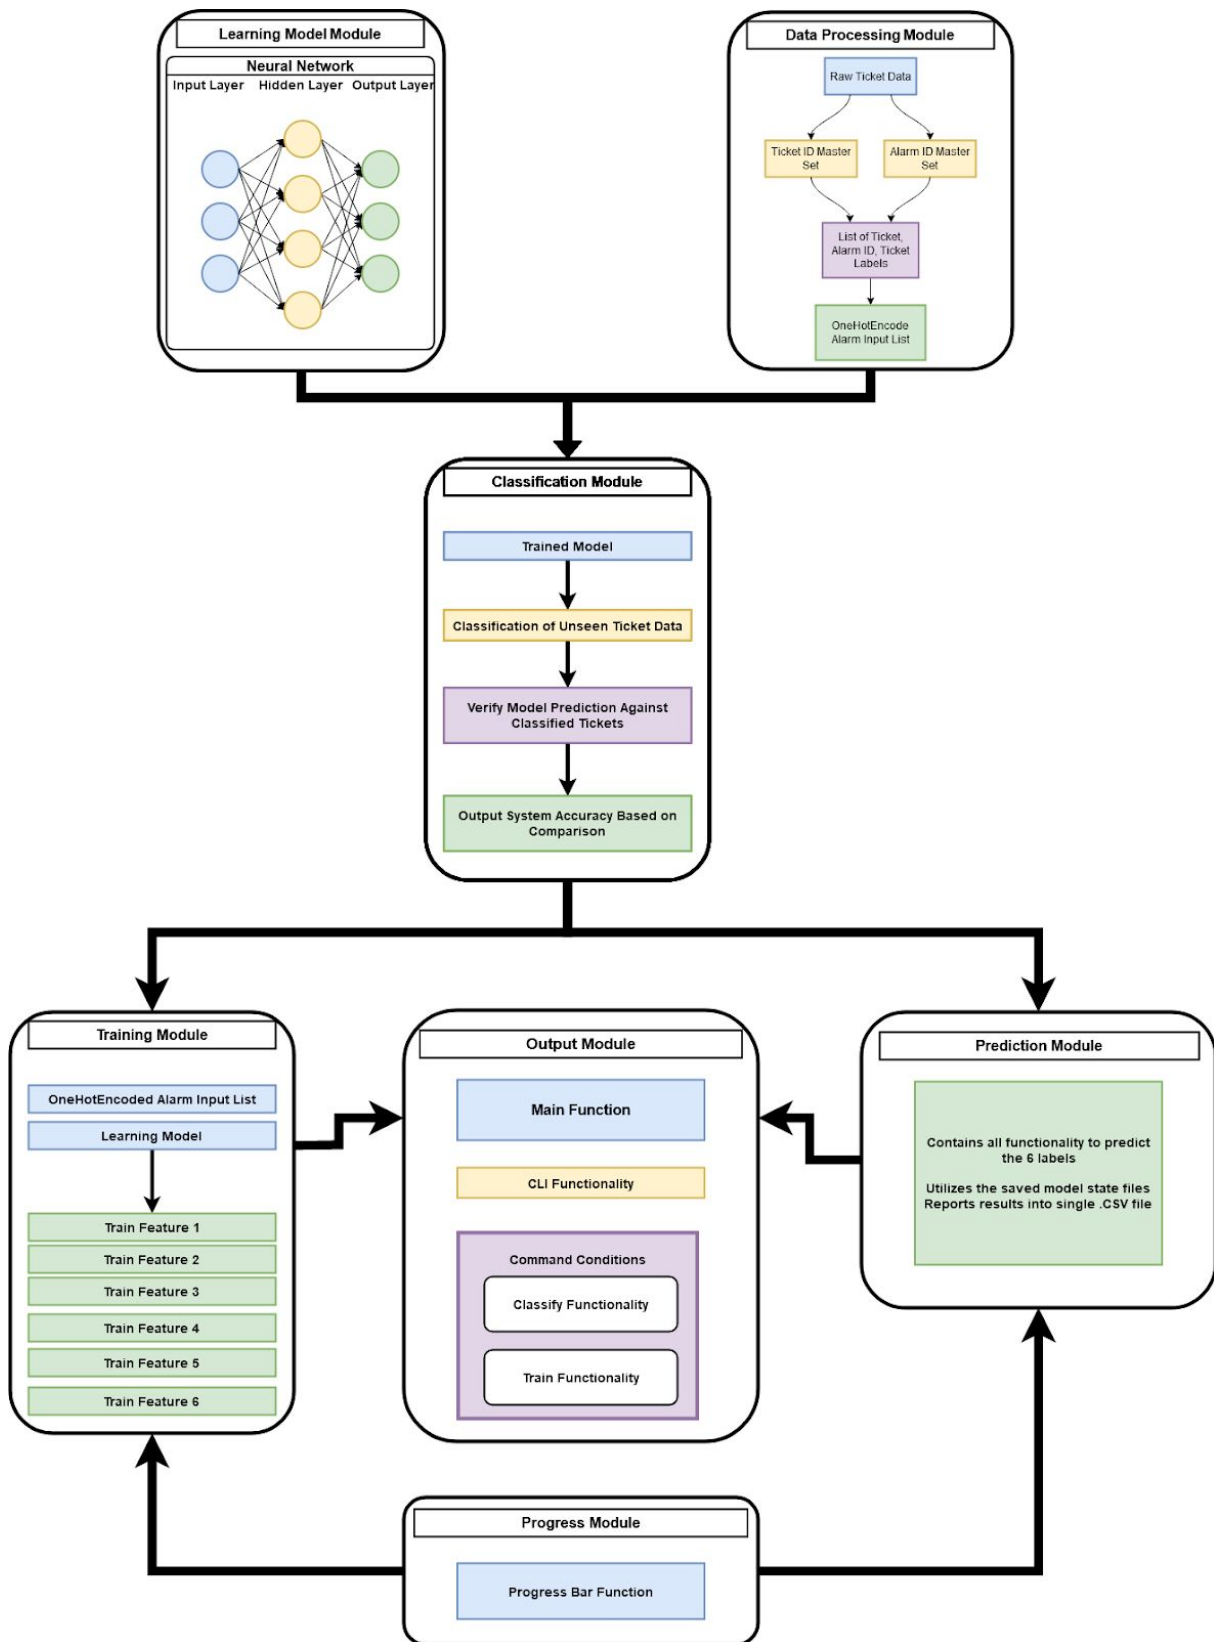 Learning Model Module
Neural Network
Input Layer
Hidden Layer
Output Layer
Data Processing Module
Raw Ticket Data
Ticket ID Master
Set
Alarm ID Master
Set
List of Ticket,
Alarm ID, Ticket
Labels
OneHotEncode
Alarm Input List
Classification Module
Trained Model
Classification of Unseen Ticket Data
Verify Model Prediction Against
Classified Tickets
Output System Accuracy Based on
Comparison
Training Module
OneHotEncoded Alarm Input List
Learning Model
Train Feature 1
Train Feature 2
Train Feature 3
Train Feature 4
Train Feature 5
Train Feature 6
Output Module
Main Function
CLI Functionality
Command Conditions
Classify Functionality
Train Functionality
Prediction Module
Contains all functionality to predict
the 6 labels
Utilizes the saved model state files
Reports results into single .CSV file
Progress Module
Progress Bar Function